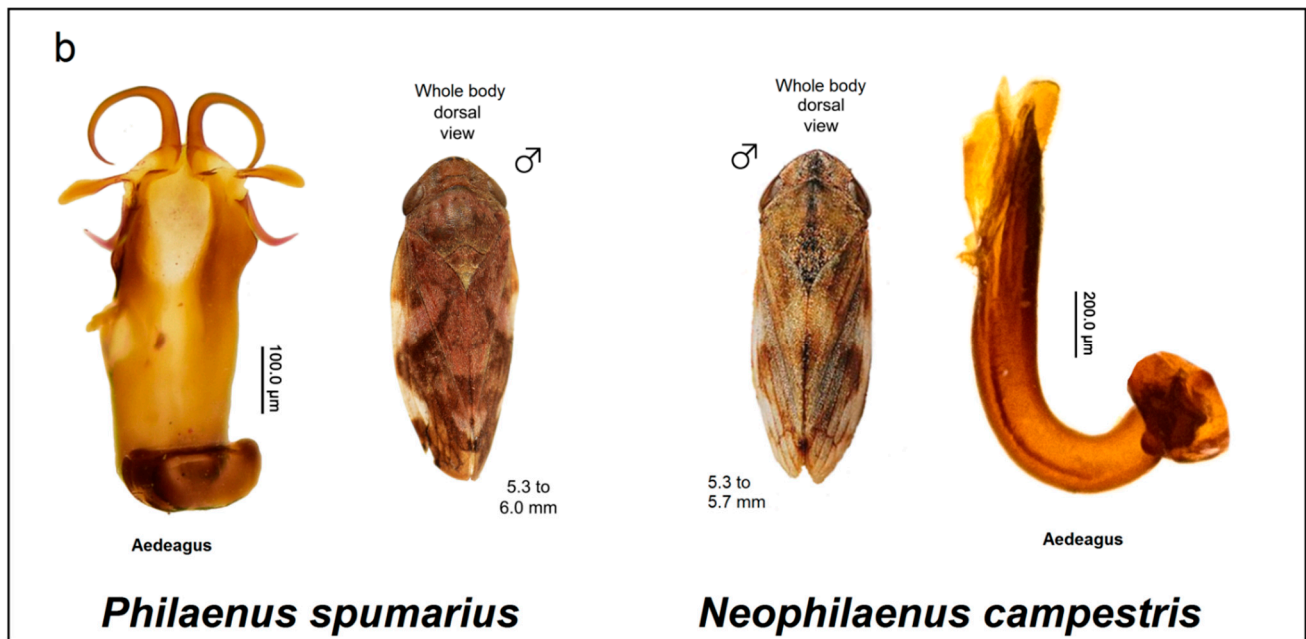 b
Whole body
dorsal
view
♂
100.0 µm
5.3 to
6.0 mm
Aedeagus
Philaenus spumarius
Whole body
dorsal
view
♂
200.0 µm
5.3 to
5.7 mm
Aedeagus
Neophilaenus campestris